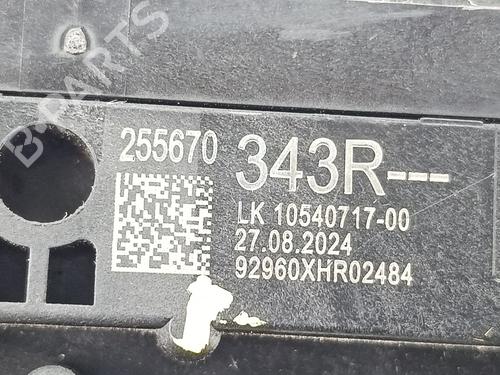 255670 343R---
LK 10540717-00
27.08.2024
92960XHR02484
B-PARTS